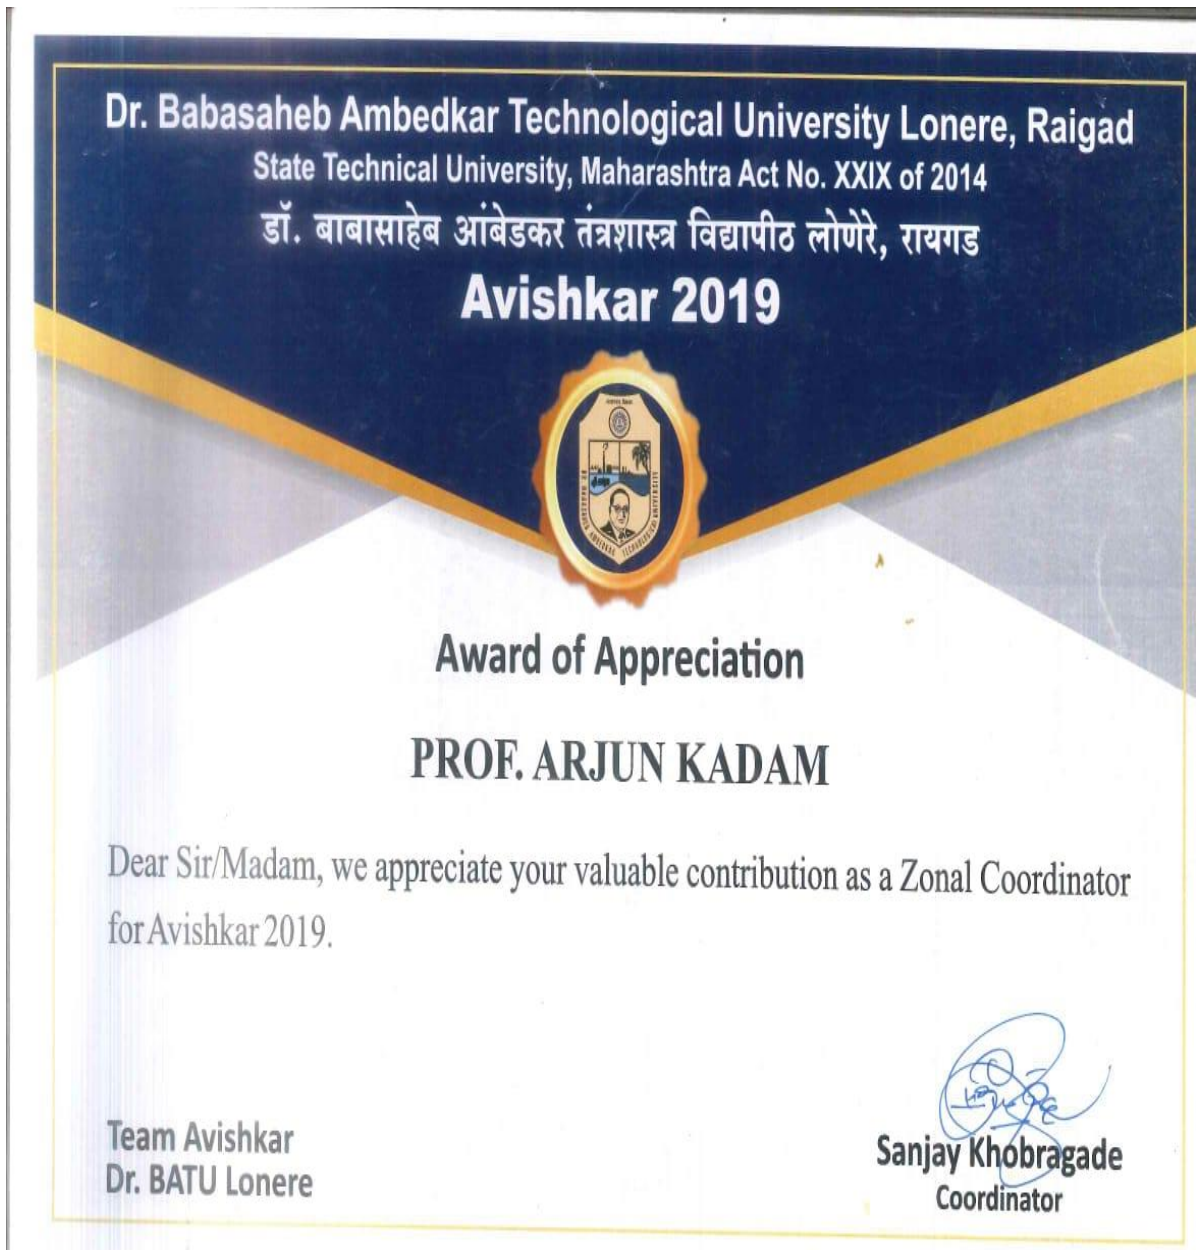 Dr. Babasaheb Ambedkar Technological University Lonere, Raigad
State Technical University, Maharashtra Act No. XXIX of 2014
डॉ. बाबासाहेब आंबेडकर तंत्रशास्त्र विद्यापीठ लोणेरे, रायगड
Avishkar 2019
Award of Appreciation
PROF. ARJUN KADAM
Dear Sir/Madam, we appreciate your valuable contribution as a Zonal Coordinator
for Avishkar 2019.
Team Avishkar
Dr. BATU Lonere
Sanjay Khobragade
Coordinator